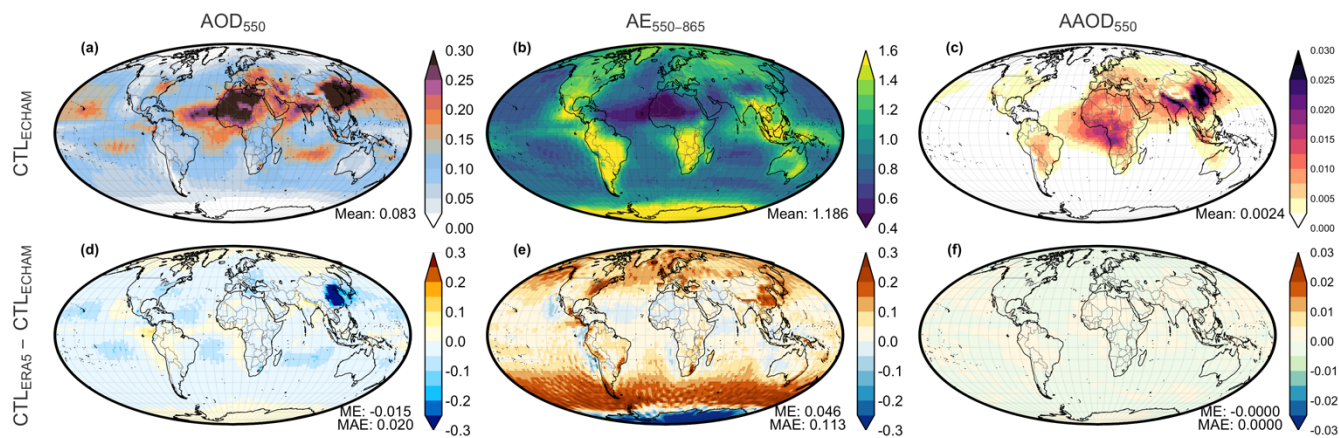 AOD550
AE550–865
AAOD550
CTLECHAM
(a)
0.30
0.25
0.20
0.15
0.10
0.05
0.00
Mean: 0.083
(b)
1.6
1.4
1.2
1.0
0.8
0.6
0.4
Mean: 1.186
(c)
0.030
0.025
0.020
0.015
0.010
0.005
0.000
Mean: 0.0024
CTLERA5 − CTLECHAM
(d)
0.3
0.2
0.1
0.0
-0.1
-0.2
-0.3
ME: -0.015
MAE: 0.020
(e)
0.3
0.2
0.1
0.0
-0.1
-0.2
-0.3
ME: 0.046
MAE: 0.113
(f)
0.03
0.02
0.01
0.00
-0.01
-0.02
-0.03
ME: -0.0000
MAE: 0.0000